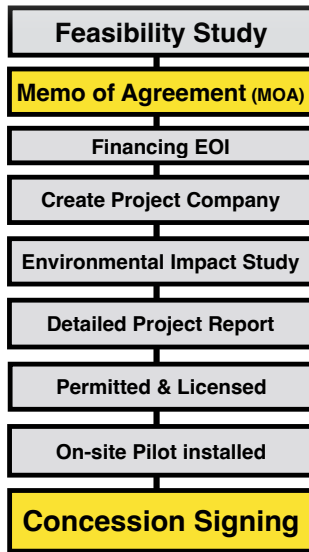 Feasibility Study
Memo of Agreement (MOA)
Financing EOI
Create Project Company
Environmental Impact Study
Detailed Project Report
Permitted & Licensed
On-site Pilot installed
Concession Signing